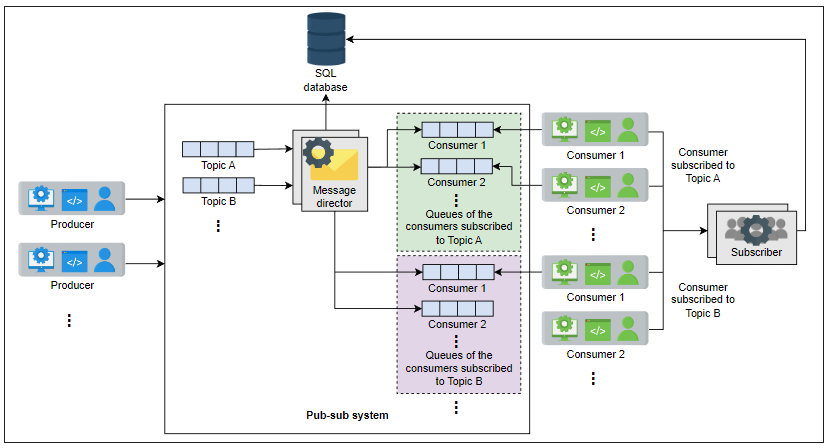 SQL
database
Topic A
Topic B
Message
director
Consumer 1
Consumer 2
Queues of the
consumers subscribed
to Topic A
Consumer 1
Consumer 2
Queues of the
consumers subscribed
to Topic B
Pub-sub system
Producer
Producer
Consumer 1
Consumer 2
Consumer
subscribed to
Topic A
Consumer 1
Consumer 2
Consumer
subscribed to
Topic B
Subscriber